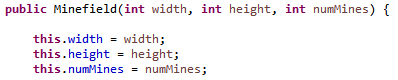 public Minefield(int width, int height, int numMines) {
this.width = width;
this.height = height;
this.numMines = numMines;